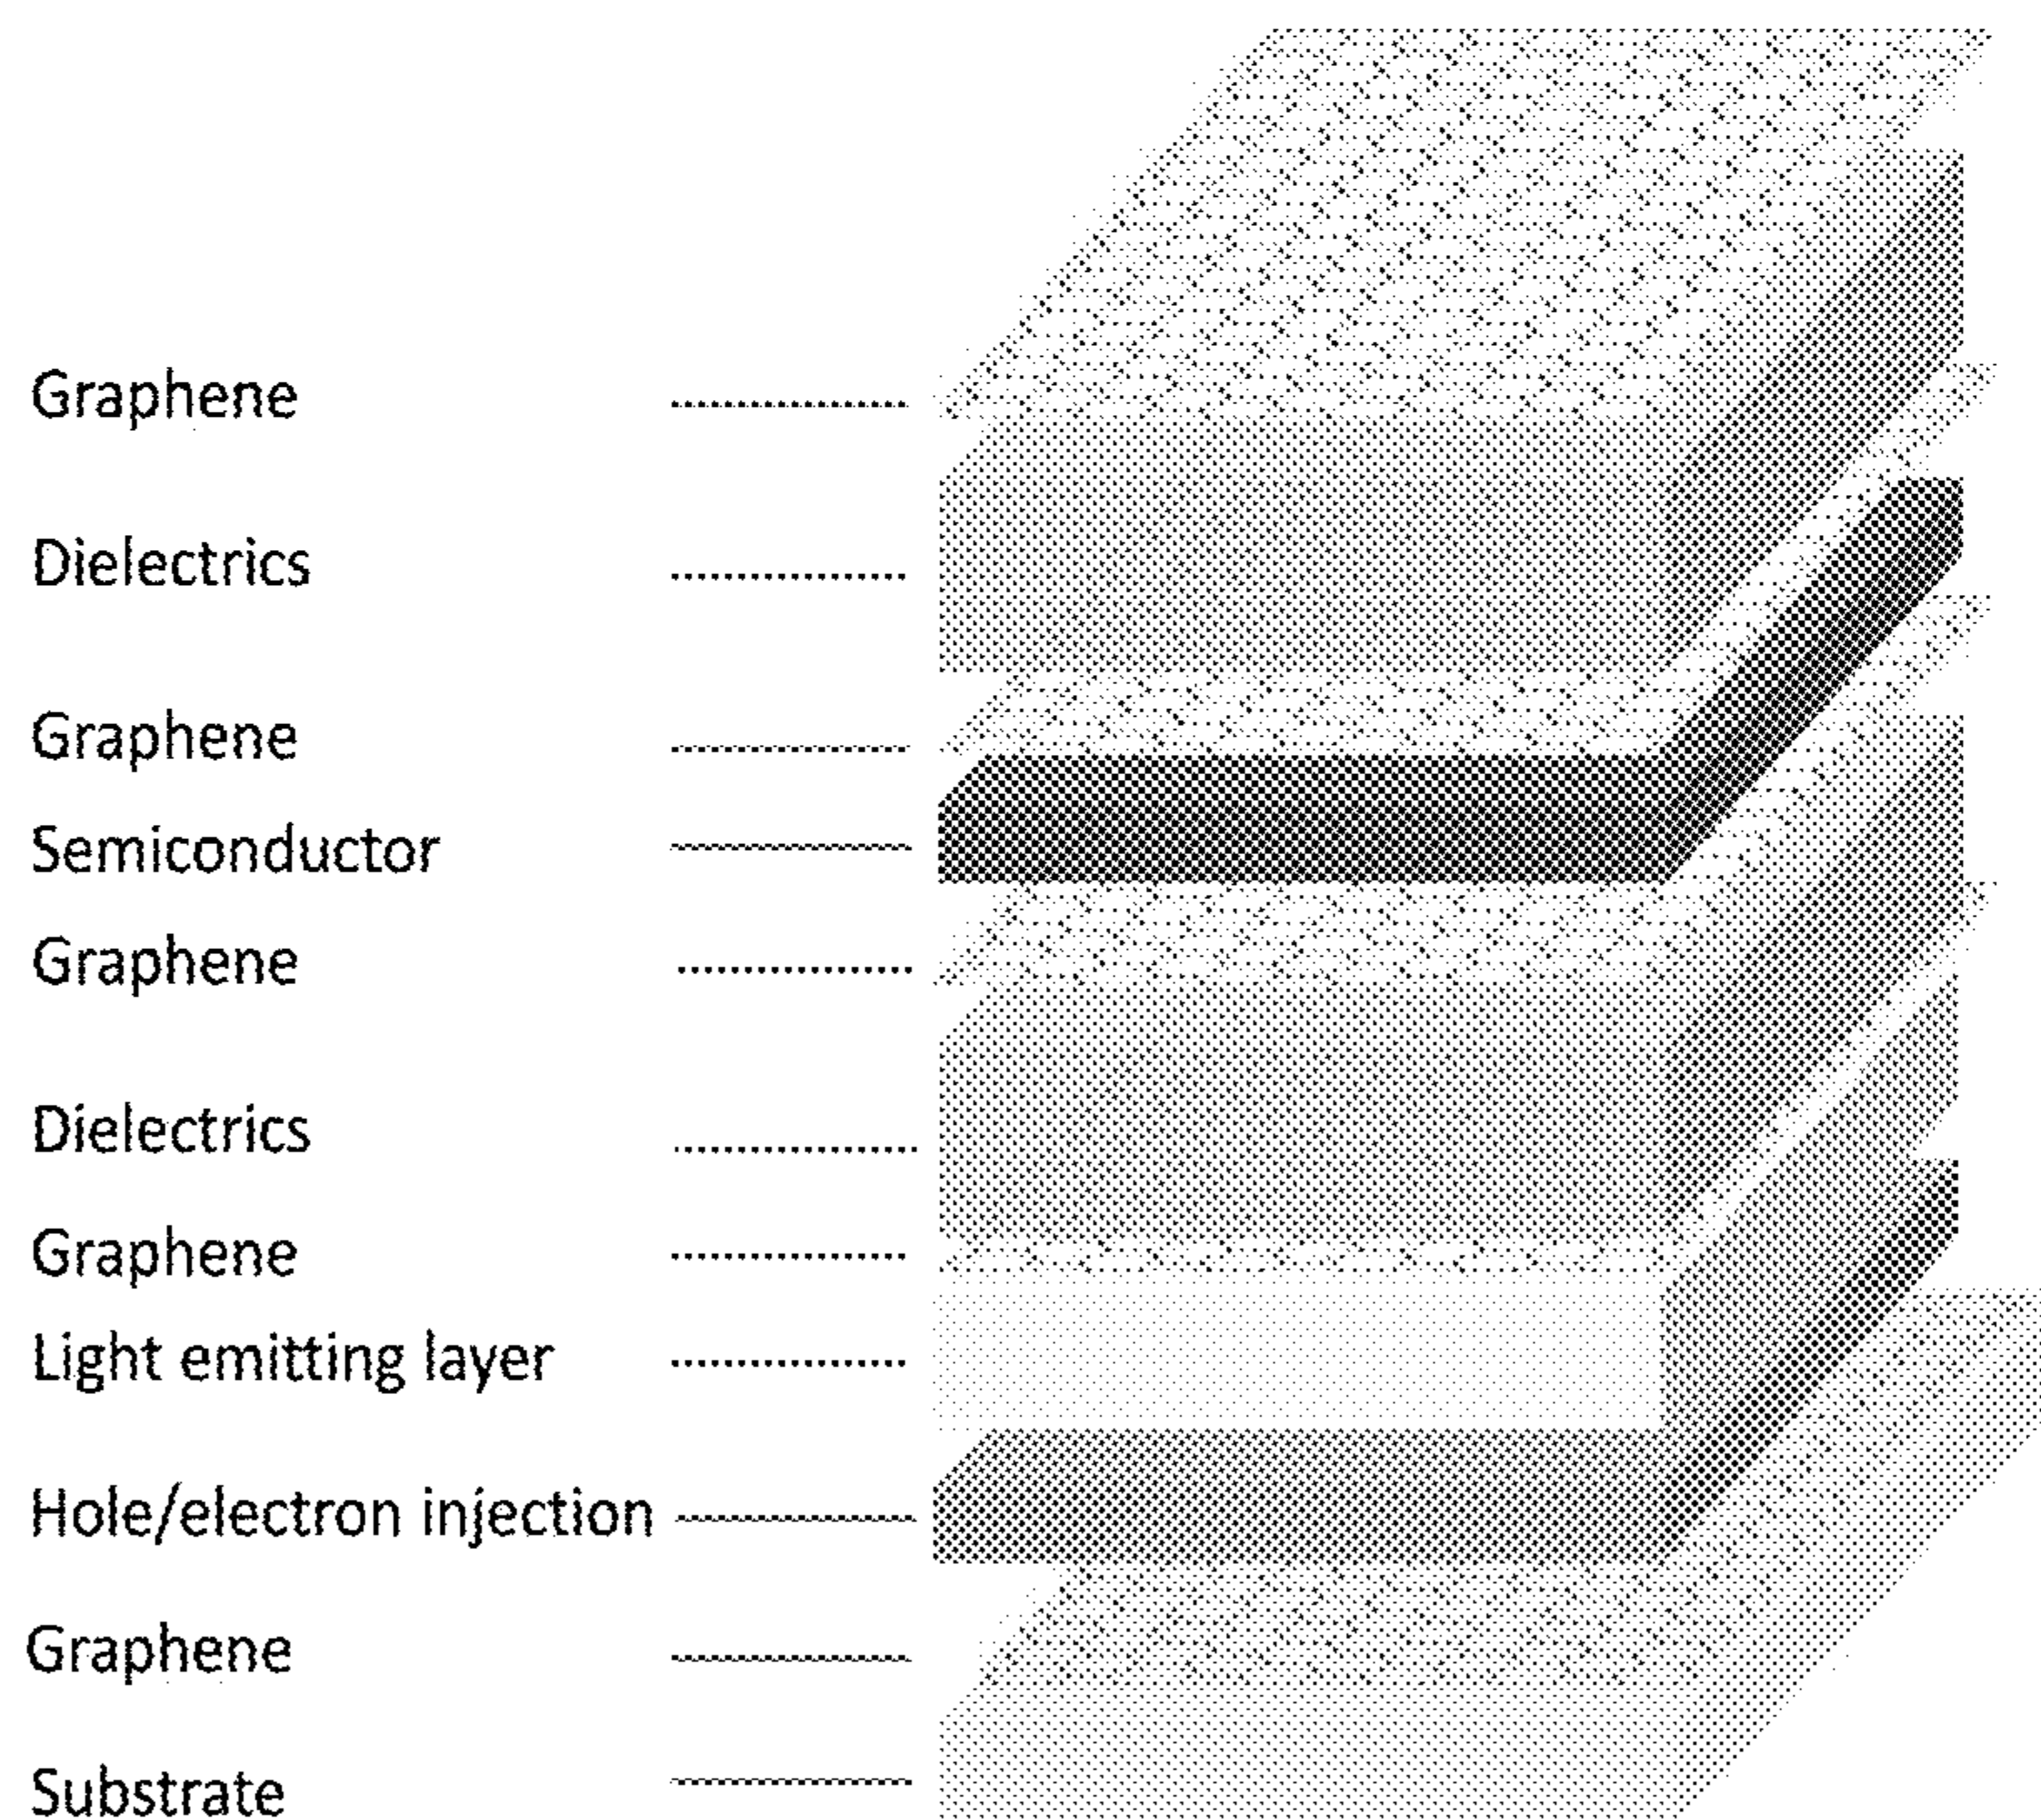 Graphene
Dielectrics
Graphene
Semiconductor
Graphene
Dielectrics
Graphene
Light emitting layer
Hole/electron injection
Graphene
Substrate